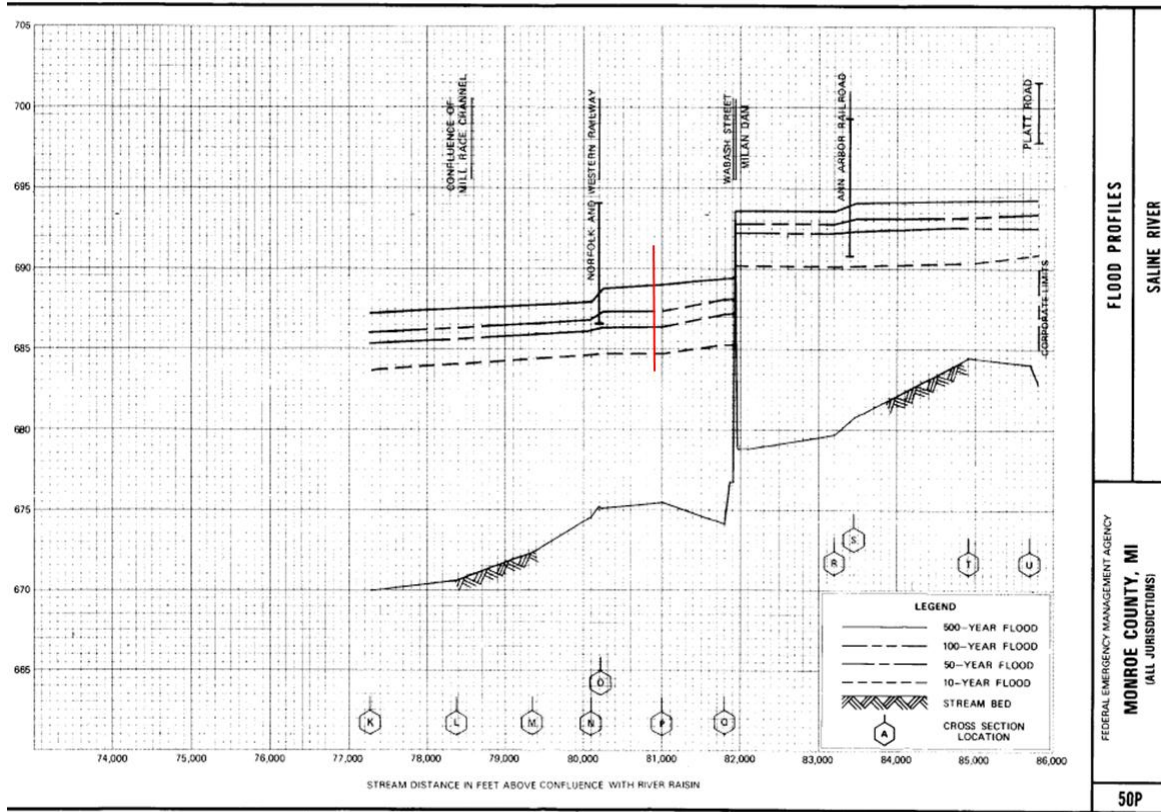 705
700
695
690
685
680
675
670
665
CONFLUENCE OF
MILL RACE CHANNEL
NORFOLK AND WESTERN RAILWAY
WABASH STREET
MILAN DAM
ANN ARBOR RAILROAD
PLATT ROAD
CORPORATE LIMITS
K
L
M
N
O
P
Q
R
S
T
U
LEGEND
500-YEAR FLOOD
100-YEAR FLOOD
50-YEAR FLOOD
10-YEAR FLOOD
STREAM BED
A
CROSS SECTION
LOCATION
74,000
75,000
76,000
77,000
78,000
79,000
80,000
81,000
82,000
83,000
84,000
85,000
86,000
STREAM DISTANCE IN FEET ABOVE CONFLUENCE WITH RIVER RAISIN
FLOOD PROFILES
SALINE RIVER
FEDERAL EMERGENCY MANAGEMENT AGENCY
MONROE COUNTY, MI
(ALL JURISDICTIONS)
50P